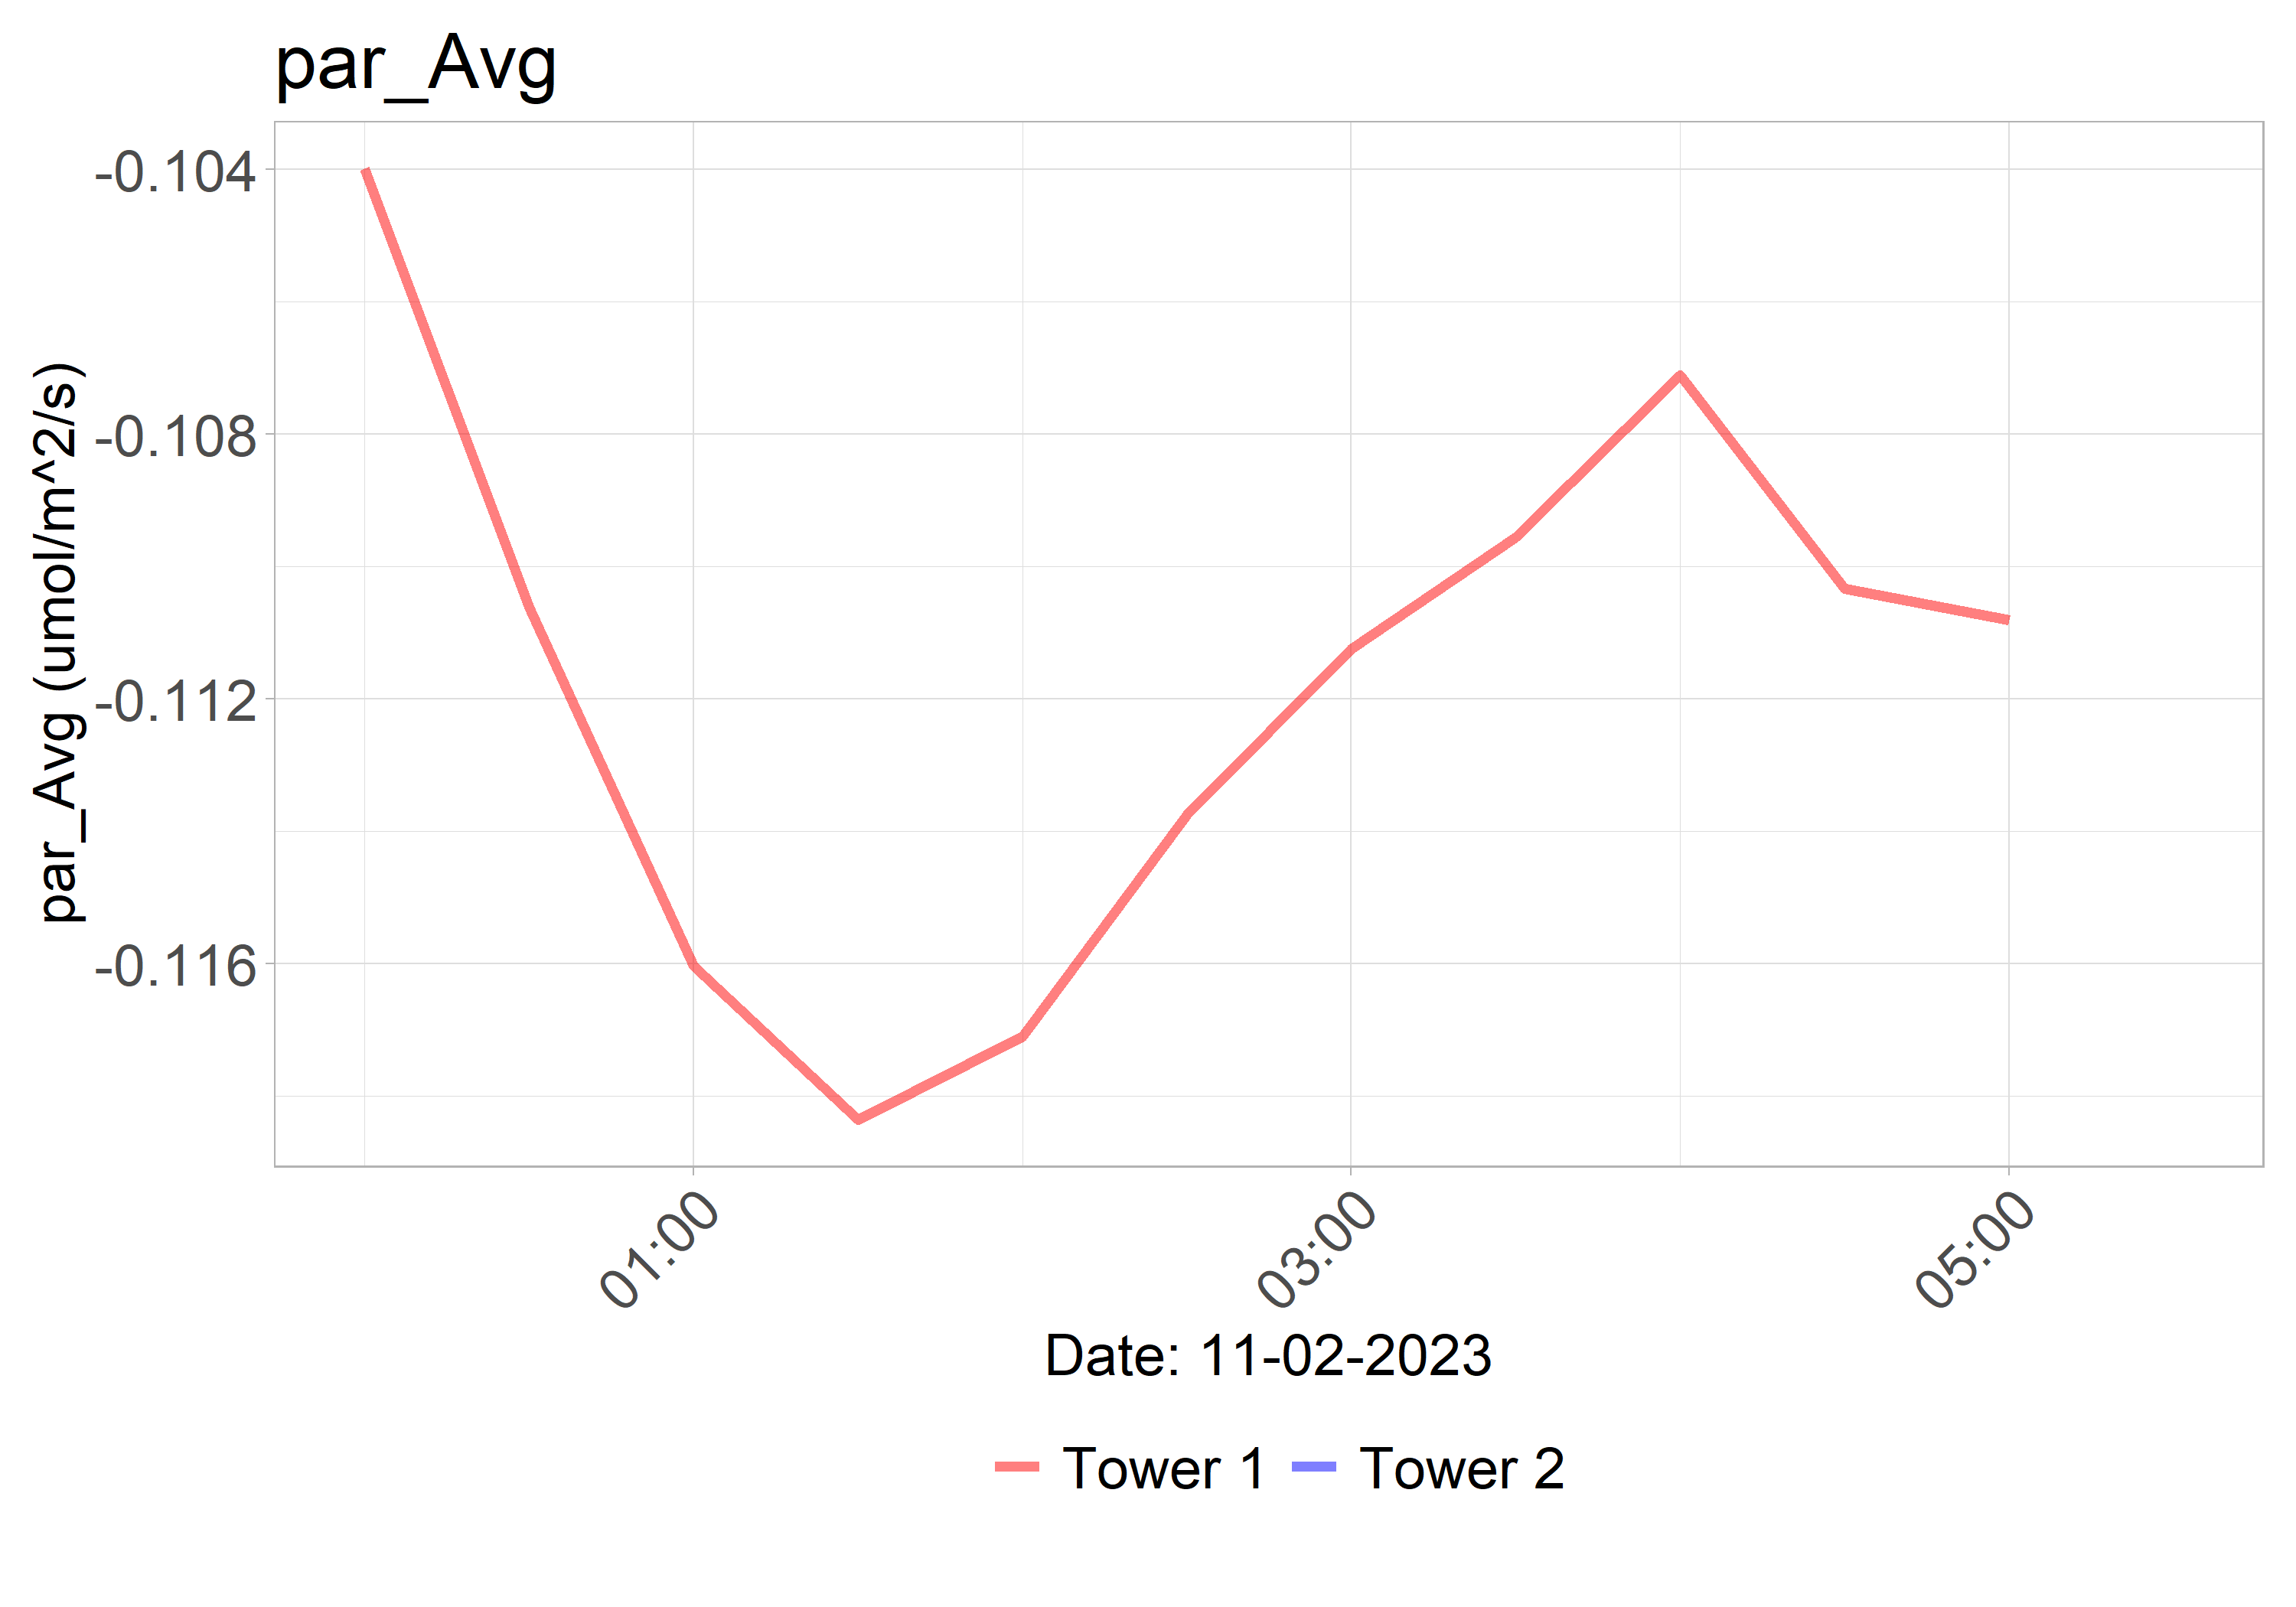 par_Avg
par_Avg (umol/m^2/s)
-0.104
-0.108
-0.112
-0.116
01:00
03:00
05:00
Date: 11-02-2023
Tower 1
Tower 2